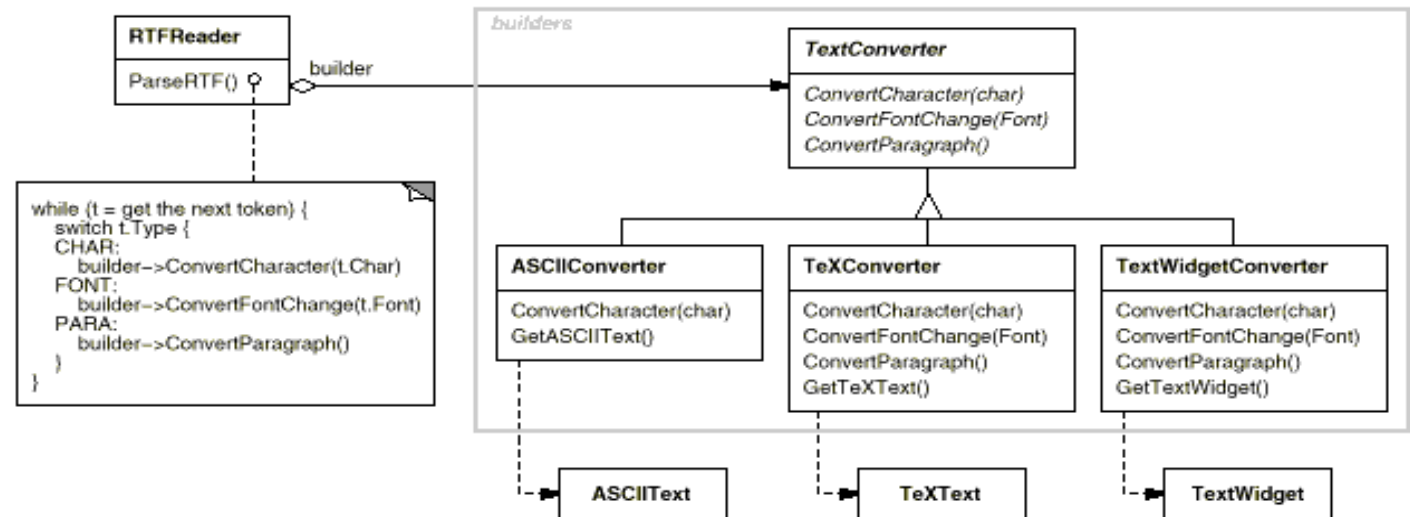 builders
RTFReader
ParseRTF()
builder
TextConverter
ConvertCharacter(char)
ConvertFontChange(Font)
ConvertParagraph()
while (t = get the next token) {
switch t.Type {
CHAR:
builder->ConvertCharacter(t.Char)
FONT:
builder->ConvertFontChange(t.Font)
PARA:
builder->ConvertParagraph()
}
}
ASCIIConverter
ConvertCharacter(char)
GetASCIIText()
TeXConverter
ConvertCharacter(char)
ConvertFontChange(Font)
ConvertParagraph()
GetTeXText()
TextWidgetConverter
ConvertCharacter(char)
ConvertFontChange(Font)
ConvertParagraph()
GetTextWidget()
ASCIIText
TeXText
TextWidget